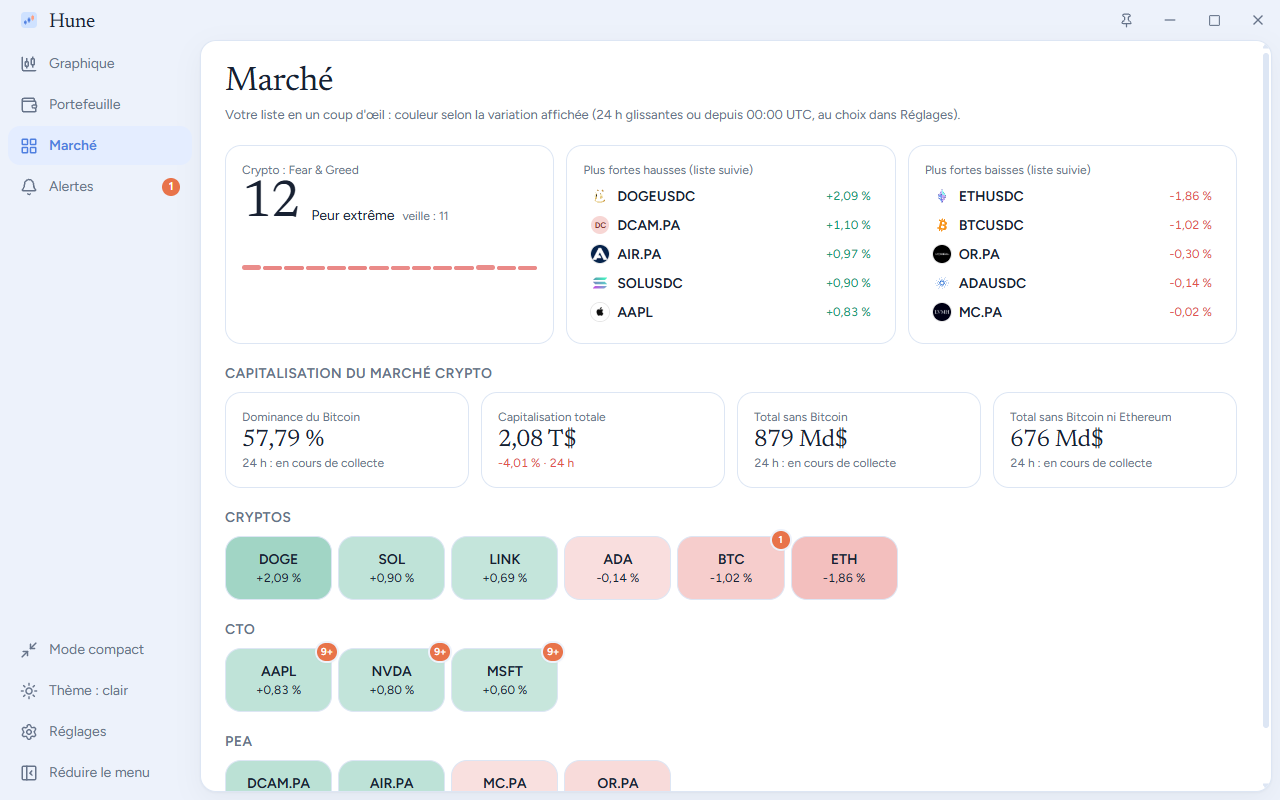 Hune
Graphique
Portefeuille
Marché
Alertes
1
Mode compact
Thème : clair
Réglages
Réduire le menu
Marché
Votre liste en un coup d'œil : couleur selon la variation affichée (24 h glissantes ou depuis 00:00 UTC, au choix dans Réglages).
Crypto : Fear & Greed
12 Peur extrême veille : 11
Plus fortes hausses (liste suivie)
DOGEUSDC +2,09 %
DC DCAM.PA +1,10 %
AIR.PA +0,97 %
SOLUSDC +0,90 %
AAPL +0,83 %
Plus fortes baisses (liste suivie)
ETHUSDC -1,86 %
BTCUSDC -1,02 %
OR.PA -0,30 %
ADAUSDC -0,14 %
MC.PA -0,02 %
CAPITALISATION DU MARCHÉ CRYPTO
Dominance du Bitcoin
57,79 %
24 h : en cours de collecte
Capitalisation totale
2,08 T$
-4,01 % · 24 h
Total sans Bitcoin
879 Md$
24 h : en cours de collecte
Total sans Bitcoin ni Ethereum
676 Md$
24 h : en cours de collecte
CRYPTOS
DOGE
+2,09 %
SOL
+0,90 %
LINK
+0,69 %
ADA
-0,14 %
1
BTC
-1,02 %
ETH
-1,86 %
CTO
9+
AAPL
+0,83 %
9+
NVDA
+0,80 %
9+
MSFT
+0,60 %
PEA
DCAM.PA
AIR.PA
MC.PA
OR.PA